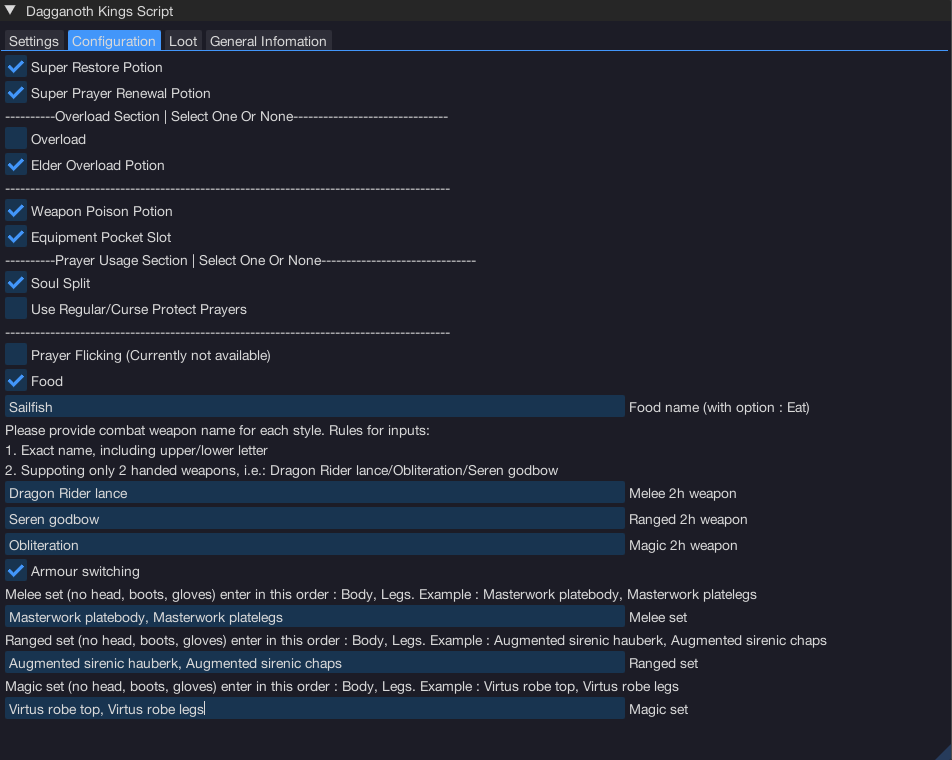 Dagganoth Kings Script
Settings Configuration Loot General Infomation
Super Restore Potion
Super Prayer Renewal Potion
----------Overload Section | Select One Or None-------------------------------
Overload
Elder Overload Potion
-----------------------------------------------------------------------------------------
Weapon Poison Potion
Equipment Pocket Slot
----------Prayer Usage Section | Select One Or None-------------------------------
Soul Split
Use Regular/Curse Protect Prayers
-----------------------------------------------------------------------------------------
Prayer Flicking (Currently not available)
Food
Sailfish Food name (with option : Eat)
Please provide combat weapon name for each style. Rules for inputs:
1. Exact name, including upper/lower letter
2. Suppoting only 2 handed weapons, i.e.: Dragon Rider lance/Obliteration/Seren godbow
Dragon Rider lance Melee 2h weapon
Seren godbow Ranged 2h weapon
Obliteration Magic 2h weapon
Armour switching
Melee set (no head, boots, gloves) enter in this order : Body, Legs. Example : Masterwork platebody, Masterwork platelegs
Masterwork platebody, Masterwork platelegs Melee set
Ranged set (no head, boots, gloves) enter in this order : Body, Legs. Example : Augmented sirenic hauberk, Augmented sirenic chaps
Augmented sirenic hauberk, Augmented sirenic chaps Ranged set
Magic set (no head, boots, gloves) enter in this order : Body, Legs. Example : Virtus robe top, Virtus robe legs
Virtus robe top, Virtus robe legs Magic set